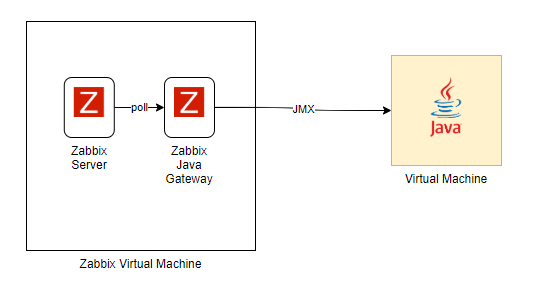 Z
Z
poll
JMX
Java
Zabbix
Server
Zabbix
Java
Gateway
Virtual Machine
Zabbix Virtual Machine